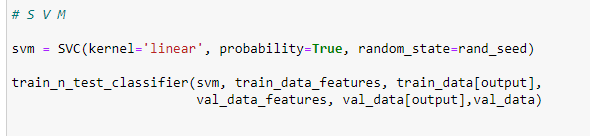 # S V M
svm = SVC(kernel='linear', probability=True, random_state=rand_seed)
train_n_test_classifier(svm, train_data_features, train_data[output],
val_data_features, val_data[output],val_data)